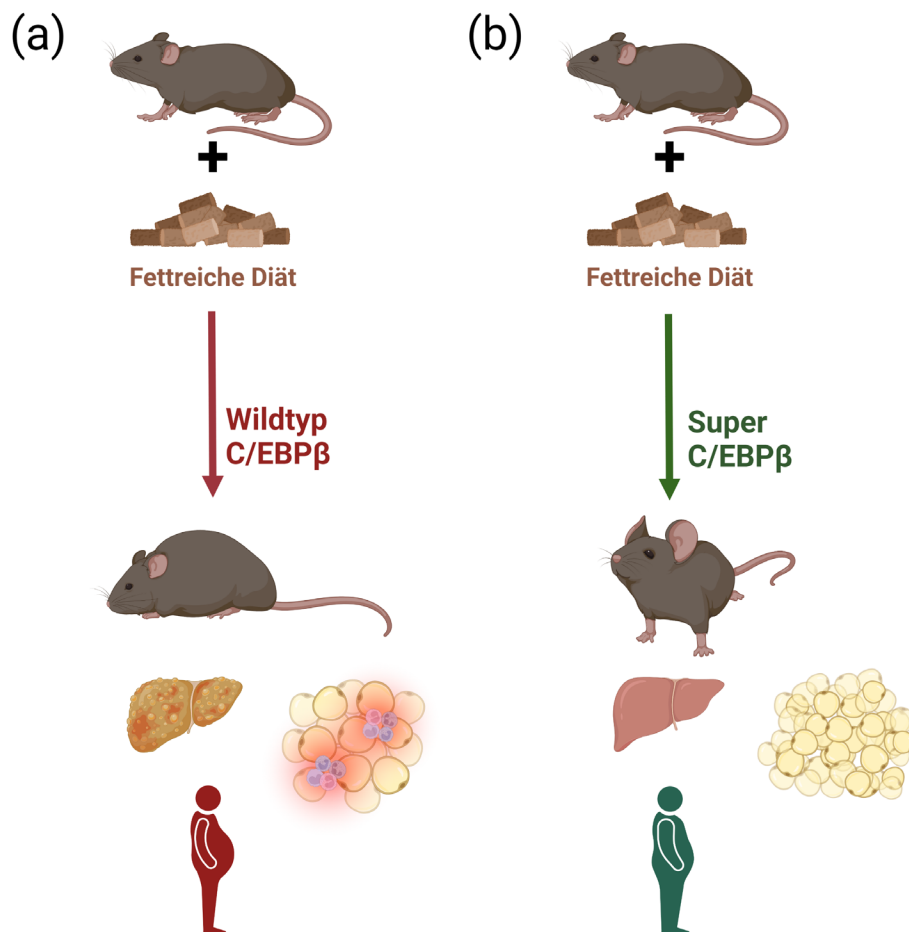 (a)
(b)
+
+
Fettreiche Diät
Fettreiche Diät
Wildtyp
C/EBPβ
Super
C/EBPβ